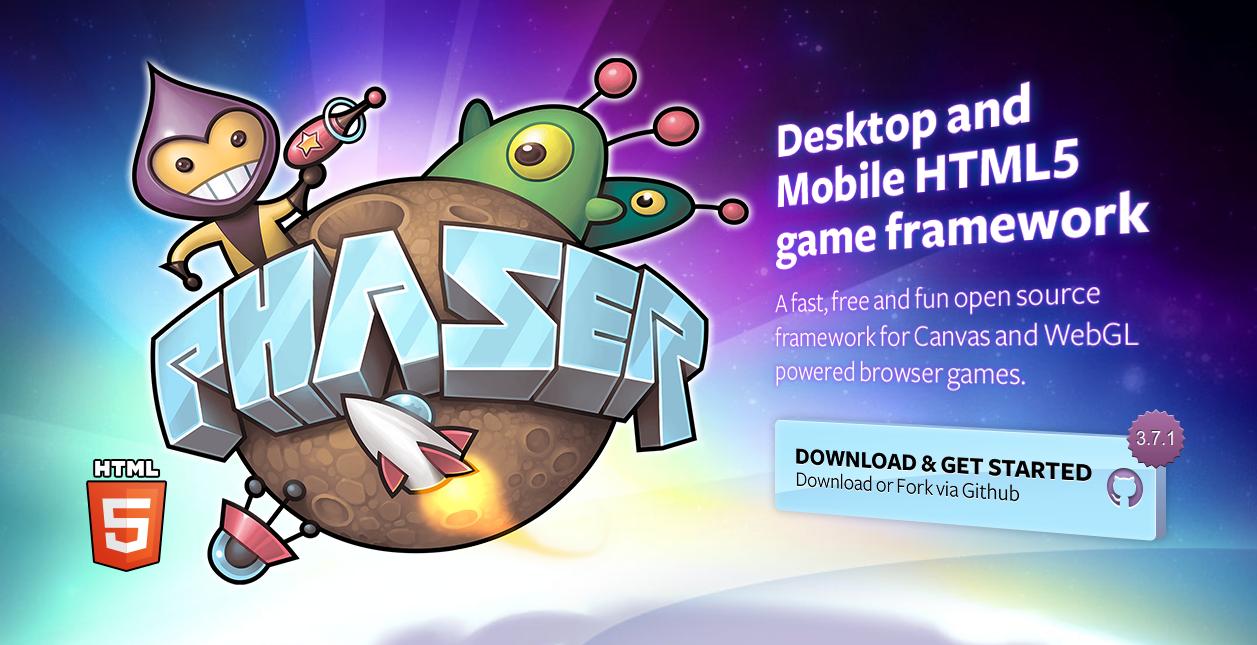 PHASER
HTML
5
Desktop and
Mobile HTML5
game framework
A fast, free and fun open source
framework for Canvas and WebGL
powered browser games.
3.7.1
DOWNLOAD & GET STARTED
Download or Fork via Github